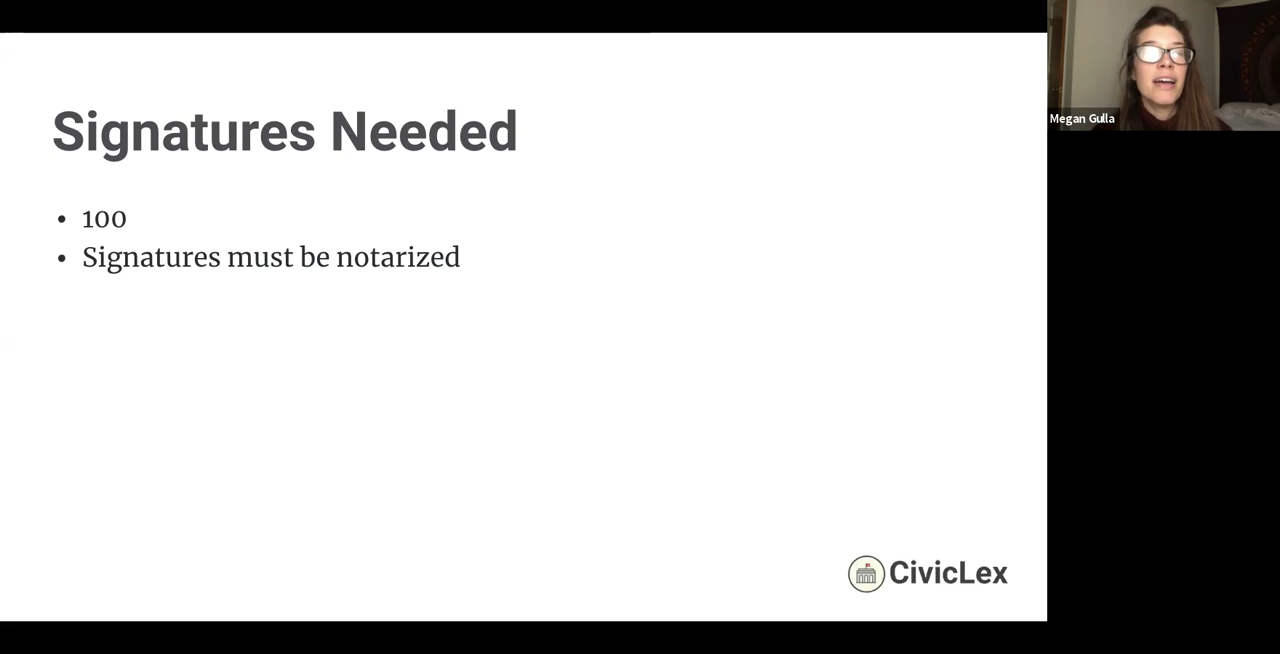 Signatures Needed
• 100
• Signatures must be notarized
CivicLex
Megan Gulla